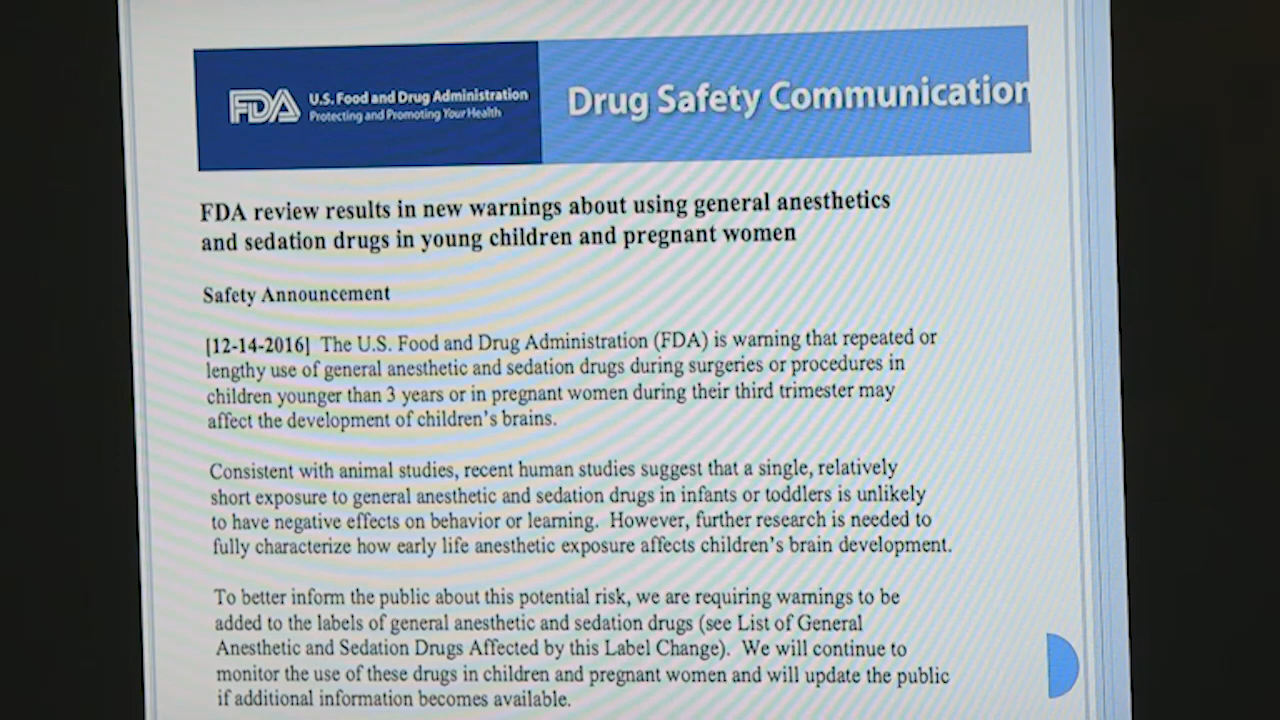 FDA U.S. Food and Drug Administration
Protecting and Promoting Your Health
Drug Safety Communication
FDA review results in new warnings about using general anesthetics
and sedation drugs in young children and pregnant women
Safety Announcement
[12-14-2016] The U.S. Food and Drug Administration (FDA) is warning that repeated or
lengthy use of general anesthetic and sedation drugs during surgeries or procedures in
children younger than 3 years or in pregnant women during their third trimester may
affect the development of children’s brains.
Consistent with animal studies, recent human studies suggest that a single, relatively
short exposure to general anesthetic and sedation drugs in infants or toddlers is unlikely
to have negative effects on behavior or learning. However, further research is needed to
fully characterize how early life anesthetic exposure affects children’s brain development.
To better inform the public about this potential risk, we are requiring warnings to be
added to the labels of general anesthetic and sedation drugs (see List of General
Anesthetic and Sedation Drugs Affected by this Label Change). We will continue to
monitor the use of these drugs in children and pregnant women and will update the public
if additional information becomes available.